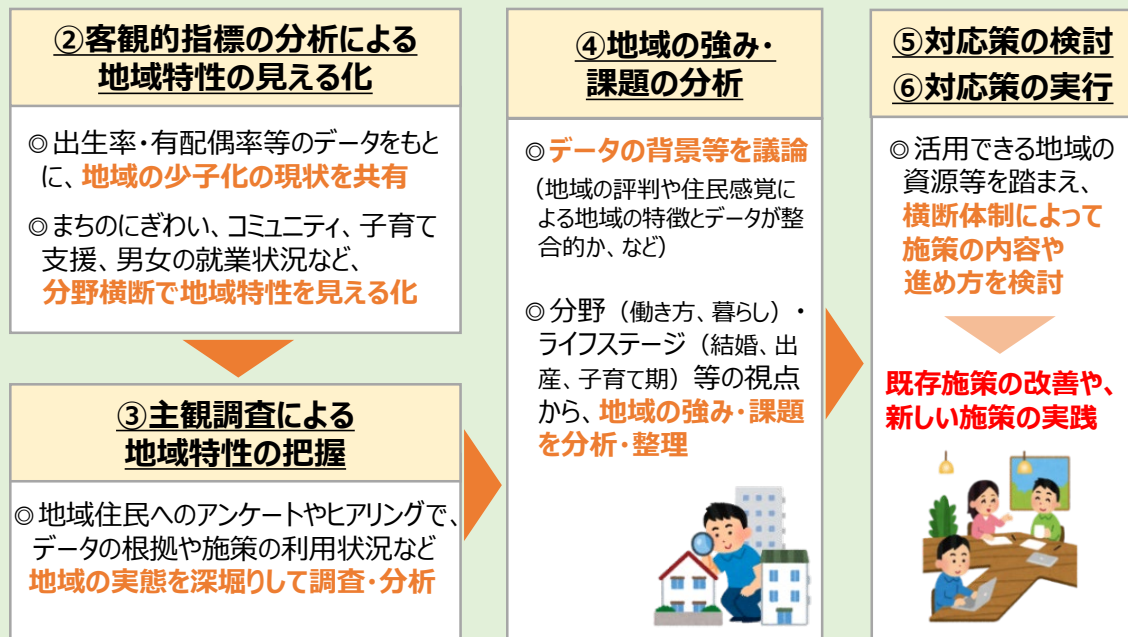 ②客観的指標の分析による
地域特性の見える化
◎出生率・有配偶率等のデータをもと
に、地域の少子化の現状を共有
◎まちのにぎわい、コミュニティ、子育て
支援、男女の就業状況など、
分野横断で地域特性を見える化
③主観調査による
地域特性の把握
◎地域住民へのアンケートやヒアリングで、
データの根拠や施策の利用状況など
地域の実態を深堀りして調査・分析
④地域の強み・
課題の分析
◎データの背景等を議論
（地域の評判や住民感覚に
よる地域の特徴とデータが整
合的か、など）
◎分野（働き方、暮らし）・
ライフステージ（結婚、出
産、子育て期）等の視点
から、地域の強み・課題
を分析・整理
⑤対応策の検討
⑥対応策の実行
◎活用できる地域の
資源等を踏まえ、
横断体制によって
施策の内容や
進め方を検討
既存施策の改善や、
新しい施策の実践